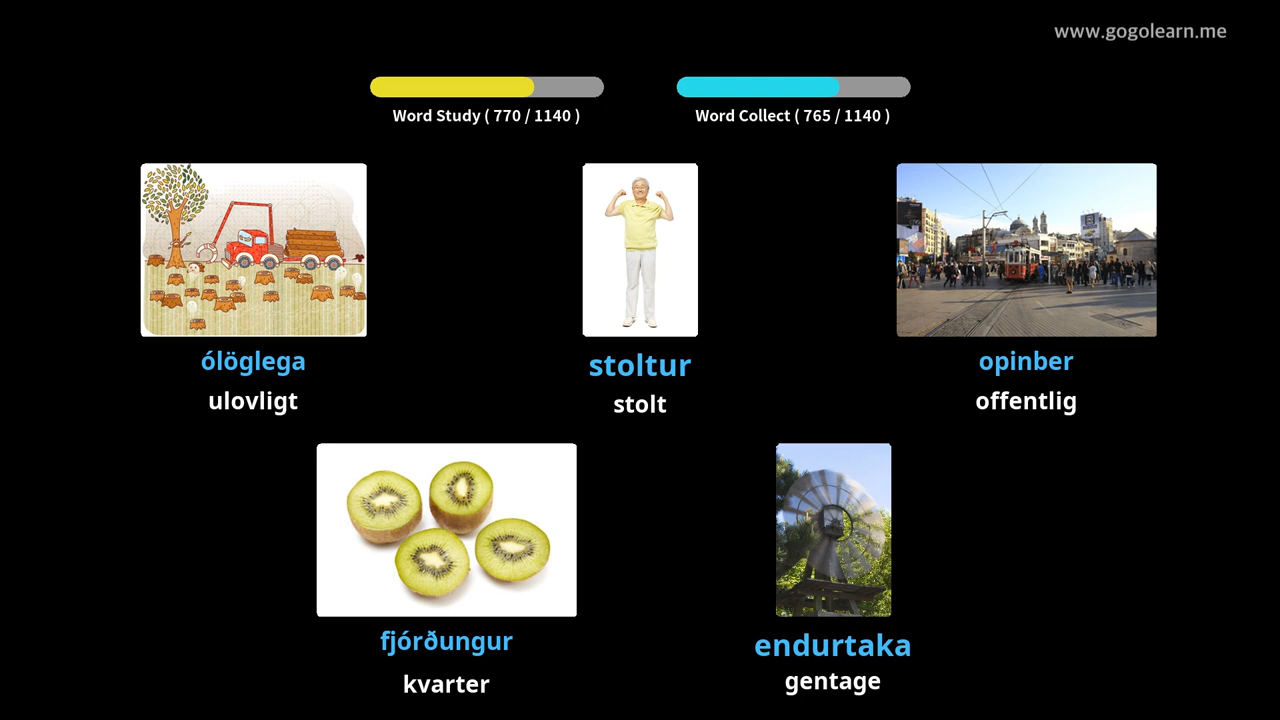 www.gogolearn.me
Word Study ( 770 / 1140 )
Word Collect ( 765 / 1140 )
ólöglega
ulovligt
stoltur
stolt
opinber
offentlig
fjórðungur
kvarter
endurtaka
gentage